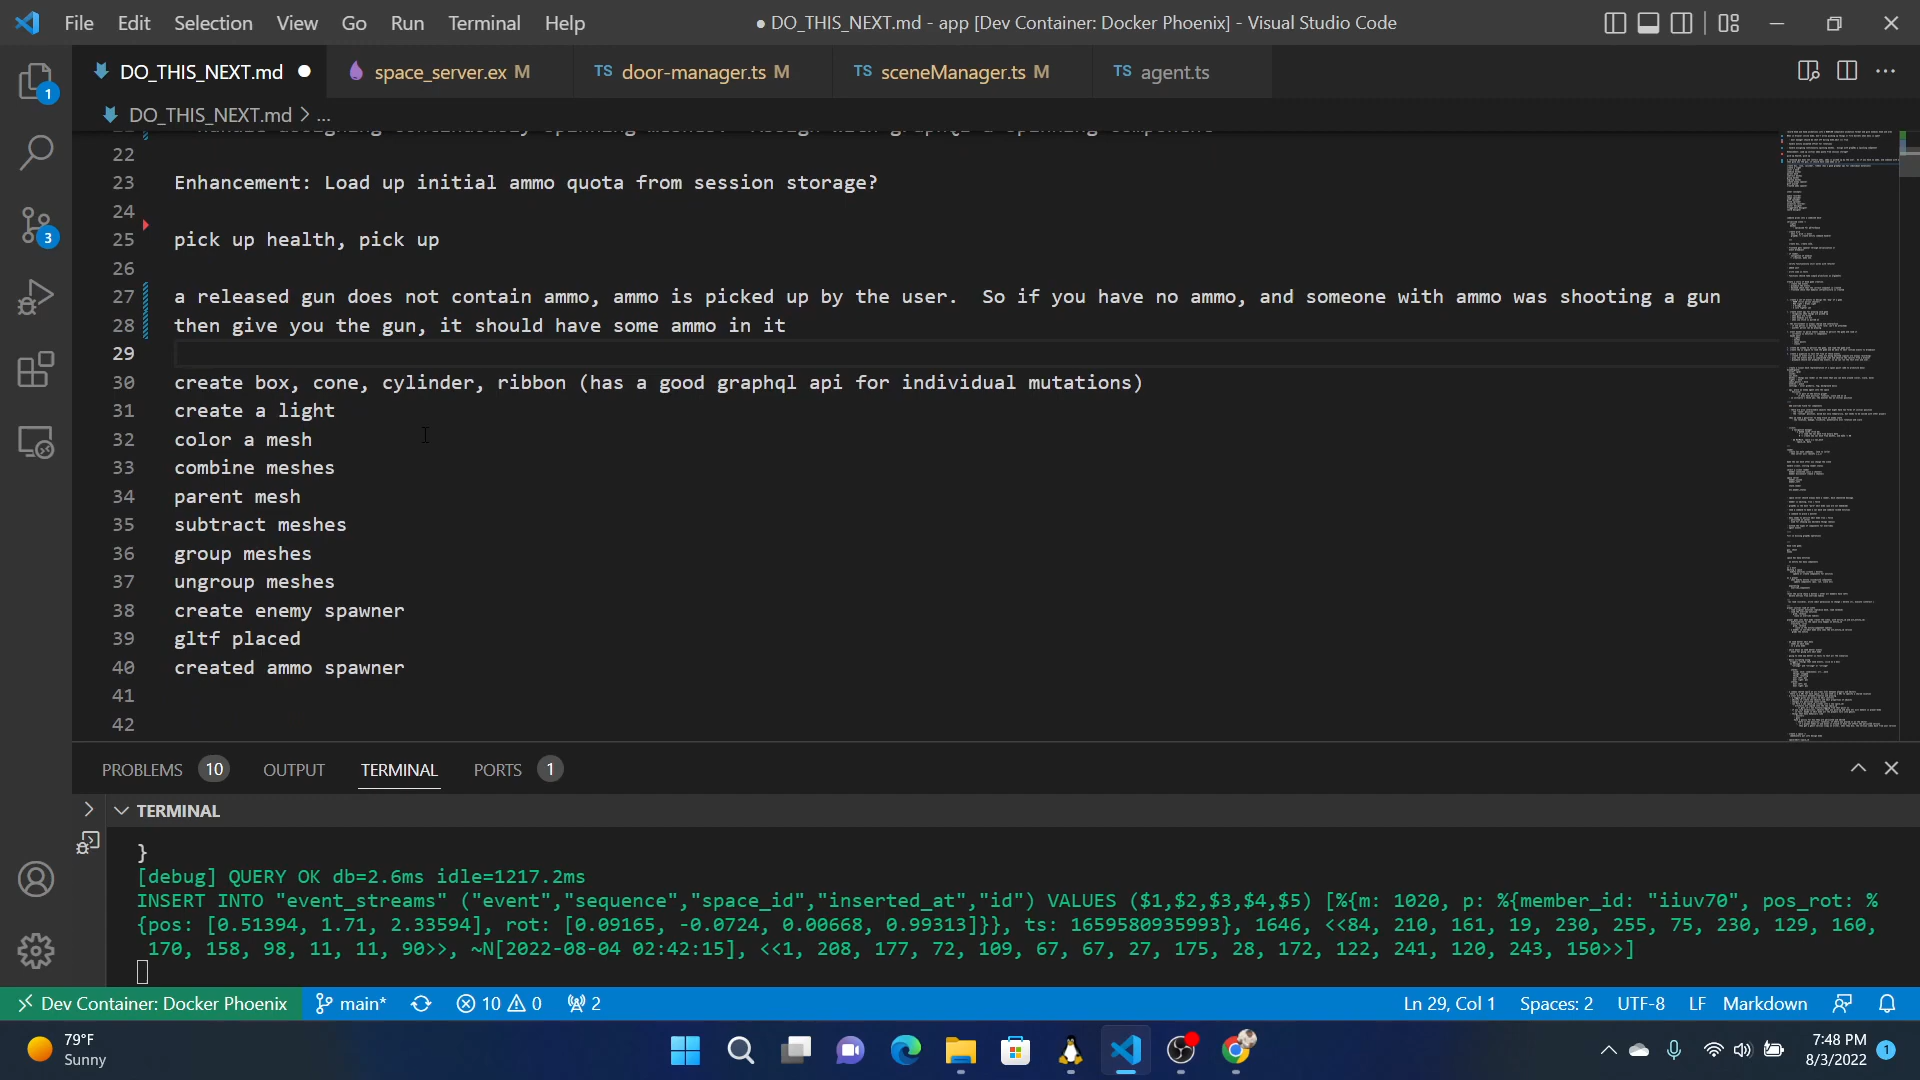 File Edit Selection View Go Run Terminal Help
● DO_THIS_NEXT.md - app [Dev Container: Docker Phoenix] - Visual Studio Code
DO_THIS_NEXT.md
space_server.ex M
TS door-manager.ts M
TS sceneManager.ts M
TS agent.ts
DO_THIS_NEXT.md > ...
22
23 Enhancement: Load up initial ammo quota from session storage?
24
25 pick up health, pick up
26
27 a released gun does not contain ammo, ammo is picked up by the user.  So if you have no ammo, and someone with ammo was shooting a gun
28 then give you the gun, it should have some ammo in it
29
30 create box, cone, cylinder, ribbon (has a good graphql api for individual mutations)
31 create a light
32 color a mesh
33 combine meshes
34 parent mesh
35 subtract meshes
36 group meshes
37 ungroup meshes
38 create enemy spawner
39 gltf placed
40 created ammo spawner
41
42
1
3
PROBLEMS 10 OUTPUT TERMINAL PORTS 1
TERMINAL
}
[debug] QUERY OK db=2.6ms idle=1217.2ms
INSERT INTO "event_streams" ("event","sequence","space_id","inserted_at","id") VALUES ($1,$2,$3,$4,$5) [%{m: 1020, p: %{member_id: "iiuv70", pos_rot: %
{pos: [0.51394, 1.71, 2.33594], rot: [0.09165, -0.0724, 0.00668, 0.99313]}}, ts: 1659580935993}, 1646, <<84, 210, 161, 19, 230, 255, 75, 230, 129, 160,
170, 158, 98, 11, 11, 90>>, ~N[2022-08-04 02:42:15], <<1, 208, 177, 72, 109, 67, 67, 27, 175, 28, 172, 122, 241, 120, 243, 150>>]
Dev Container: Docker Phoenix main* 10 0 2 Ln 29, Col 1 Spaces: 2 UTF-8 LF Markdown
79°F
Sunny
7:48 PM
8/3/2022
1